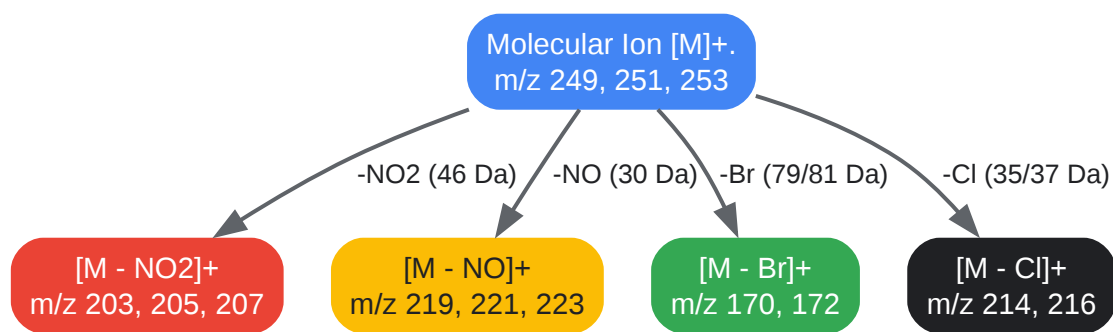 Molecular Ion [M]+.
m/z 249, 251, 253
-NO2 (46 Da)
-NO (30 Da)
-Br (79/81 Da)
-Cl (35/37 Da)
[M - NO2]+
m/z 203, 205, 207
[M - NO]+
m/z 219, 221, 223
[M - Br]+
m/z 170, 172
[M - Cl]+
m/z 214, 216